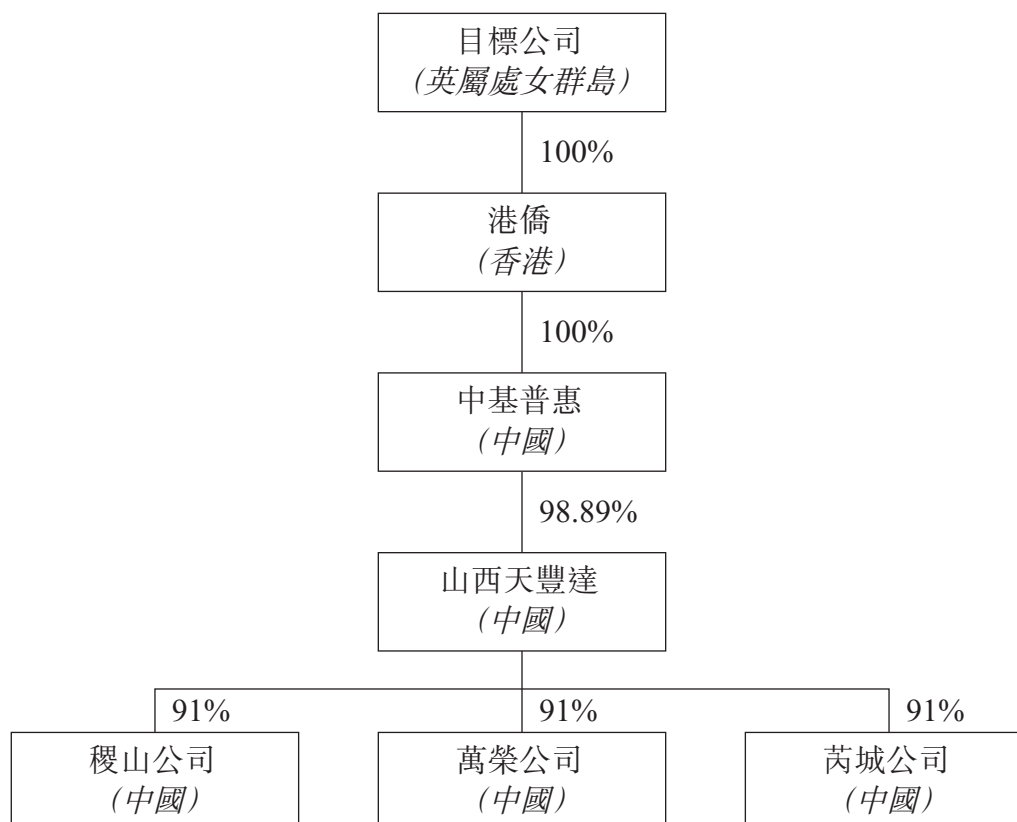 目標公司
（英屬處女群島）
100%
港僑
（香港）
100%
中基普惠
（中國）
98.89%
山西天豐達
（中國）
91%
91%
91%
稷山公司
（中國）
萬榮公司
（中國）
芮城公司
（中國）